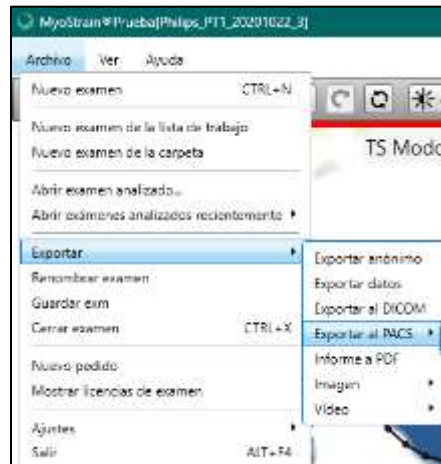 MyoStrain®Prueba[Philips_PT1_20201022_3]
Archivo Ver Ayuda
Nuevo examen CTRL+N
Nuevo examen de la lista de trabajo
Nuevo examen de la carpeta
Abrir examen analizado...
Abrir exámenes analizados recientemente
Exportar
Renombrar examen
Guardar exm
Cerrar examen CTRL+X
Nuevo pedido
Mostrar licencias de examen
Ajustes
Salir ALT+F4
TS Modo
Exportar anónimo
Exportar datos
Exportar al DICOM
Exportar al PACS
Informe a PDF
Imagen
Vídeo